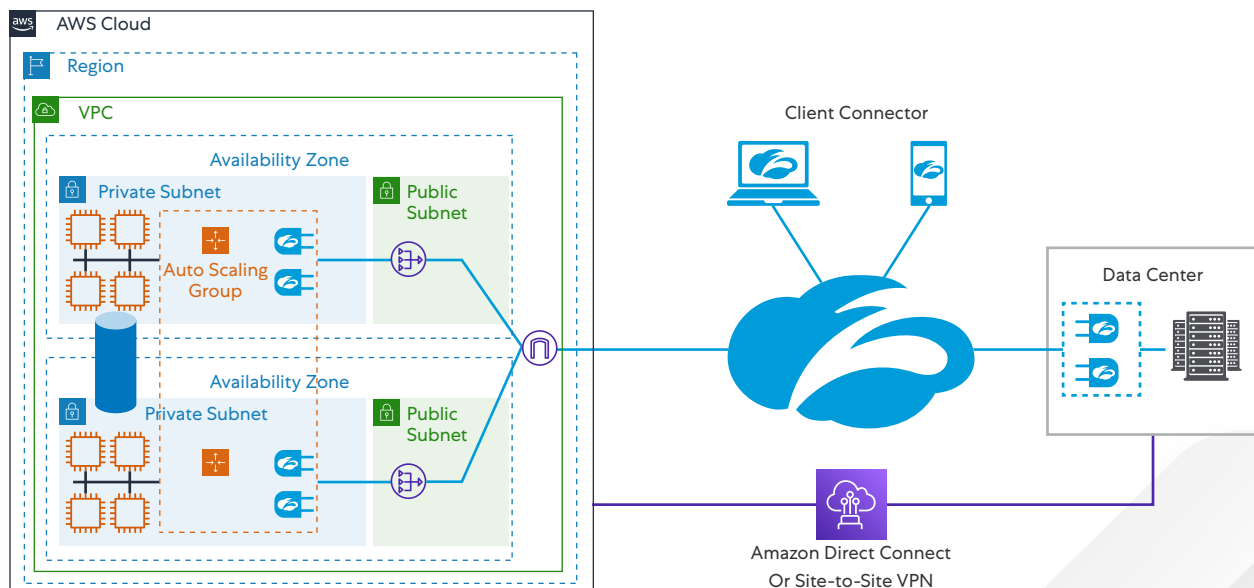 aws
AWS Cloud
Region
VPC
Availability Zone
Private Subnet
Public
Subnet
Auto Scaling
Group
Availability Zone
Private Subnet
Public
Subnet
Client Connector
Data Center
Amazon Direct Connect
Or Site-to-Site VPN